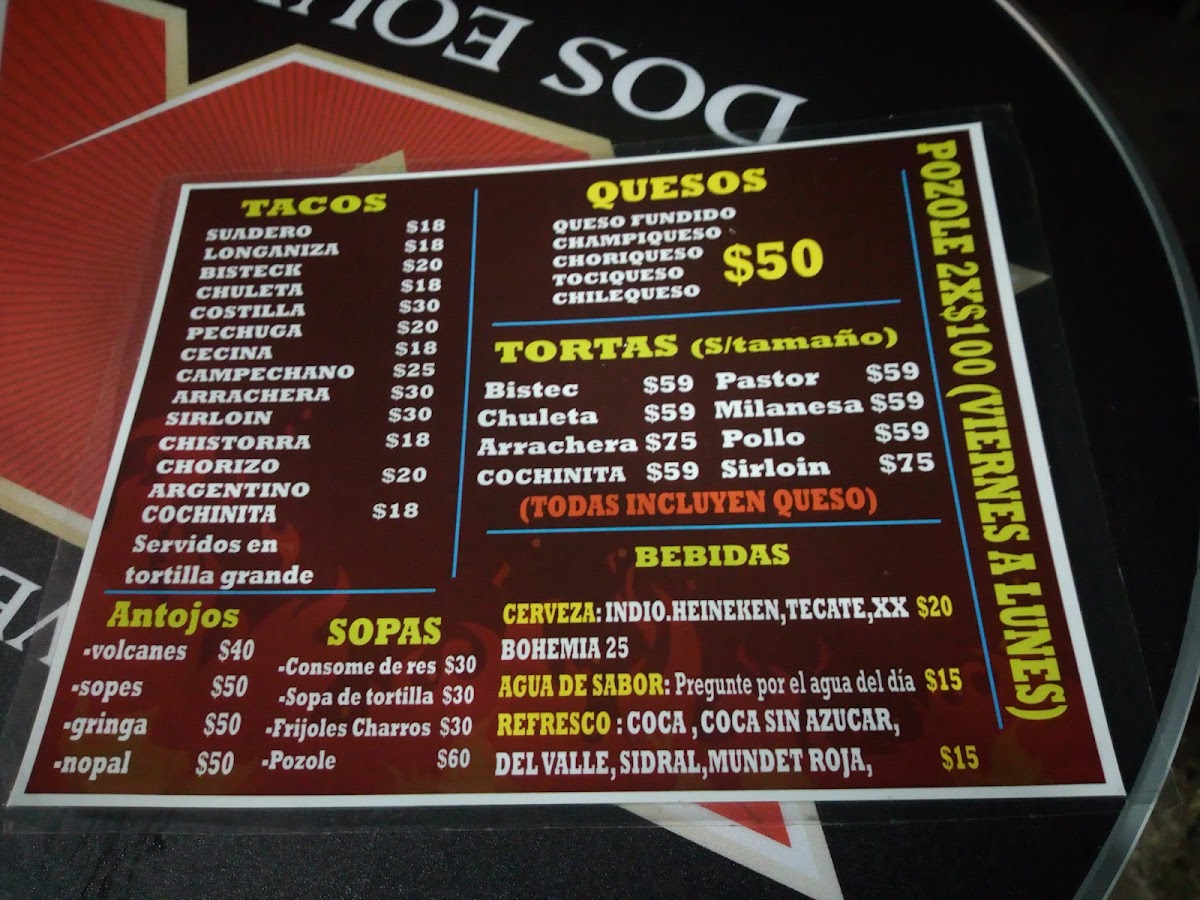 DOS EQU
TACOS
SUADERO $18
LONGANIZA $18
BISTECK $20
CHULETA $18
COSTILLA $30
PECHUGA $20
CECINA $18
CAMPECHANO $25
ARRACHERA $30
SIRLOIN $30
CHISTORRA $18
CHORIZO
ARGENTINO $20
COCHINITA $18
Servidos en
tortilla grande
Antojos
-volcanes $40
-sopes $50
-gringa $50
-nopal $50
SOPAS
-Consome de res $30
-Sopa de tortilla $30
-Frijoles Charros $30
-Pozole $60
QUESOS
QUESO FUNDIDO
CHAMPIQUESO
CHORIQUESO
TOCIQUESO
CHILEQUESO
$50
TORTAS (S/tamaño)
Bistec $59 Pastor $59
Chuleta $59 Milanesa $59
Arrachera $75 Pollo $59
COCHINITA $59 Sirloin $75
(TODAS INCLUYEN QUESO)
BEBIDAS
CERVEZA: INDIO.HEINEKEN,TECATE,XX $20
BOHEMIA 25
AGUA DE SABOR: Pregunte por el agua del día $15
REFRESCO : COCA , COCA SIN AZUCAR,
DEL VALLE, SIDRAL,MUNDET ROJA, $15
POZOLE 2X$100 (VIERNES A LUNES)